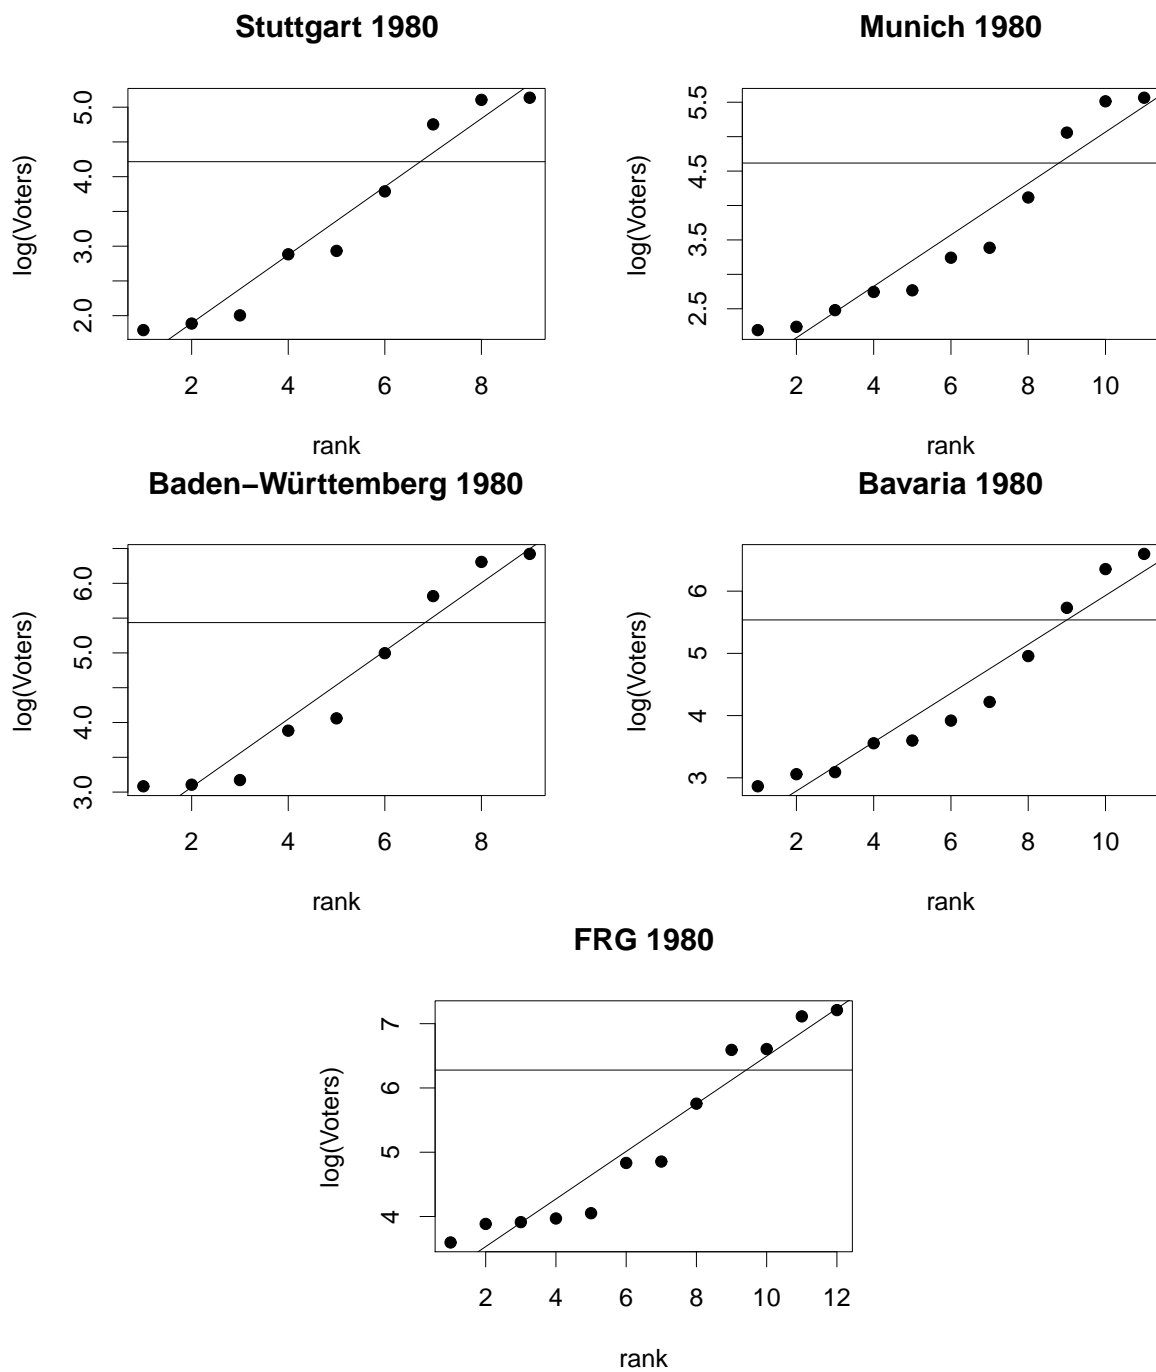 Stuttgart 1980
log(Voters)
5.0
4.0
3.0
2.0
2 4 6 8
rank
Munich 1980
log(Voters)
5.5
4.5
3.5
2.5
2 4 6 8 10
rank
Baden−Württemberg 1980
log(Voters)
6.0
5.0
4.0
3.0
2 4 6 8
rank
Bavaria 1980
log(Voters)
6
5
4
3
2 4 6 8 10
rank
FRG 1980
log(Voters)
7
6
5
4
2 4 6 8 10 12
rank